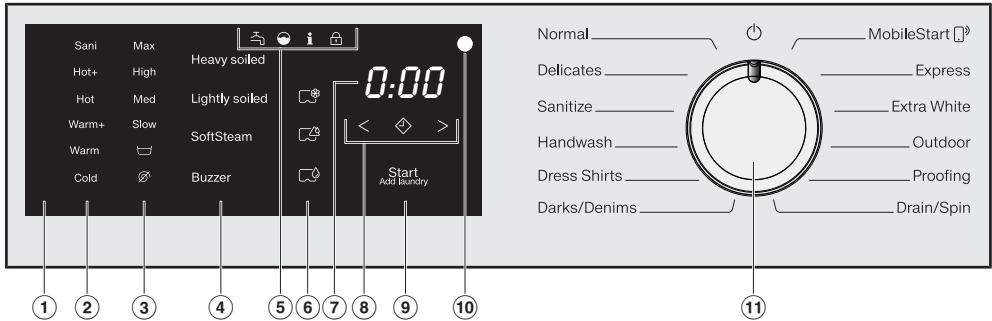 Sani
Hot+
Hot
Warm+
Warm
Cold
Max
High
Med
Slow
Heavy soiled
Lightly soiled
SoftSteam
Buzzer
0:00
Start
Add laundry
Normal
Delicates
Sanitize
Handwash
Dress Shirts
Darks/Denims
MobileStart
Express
Extra White
Outdoor
Proofing
Drain/Spin
1
2
3
4
5
6
7
8
9
10
11